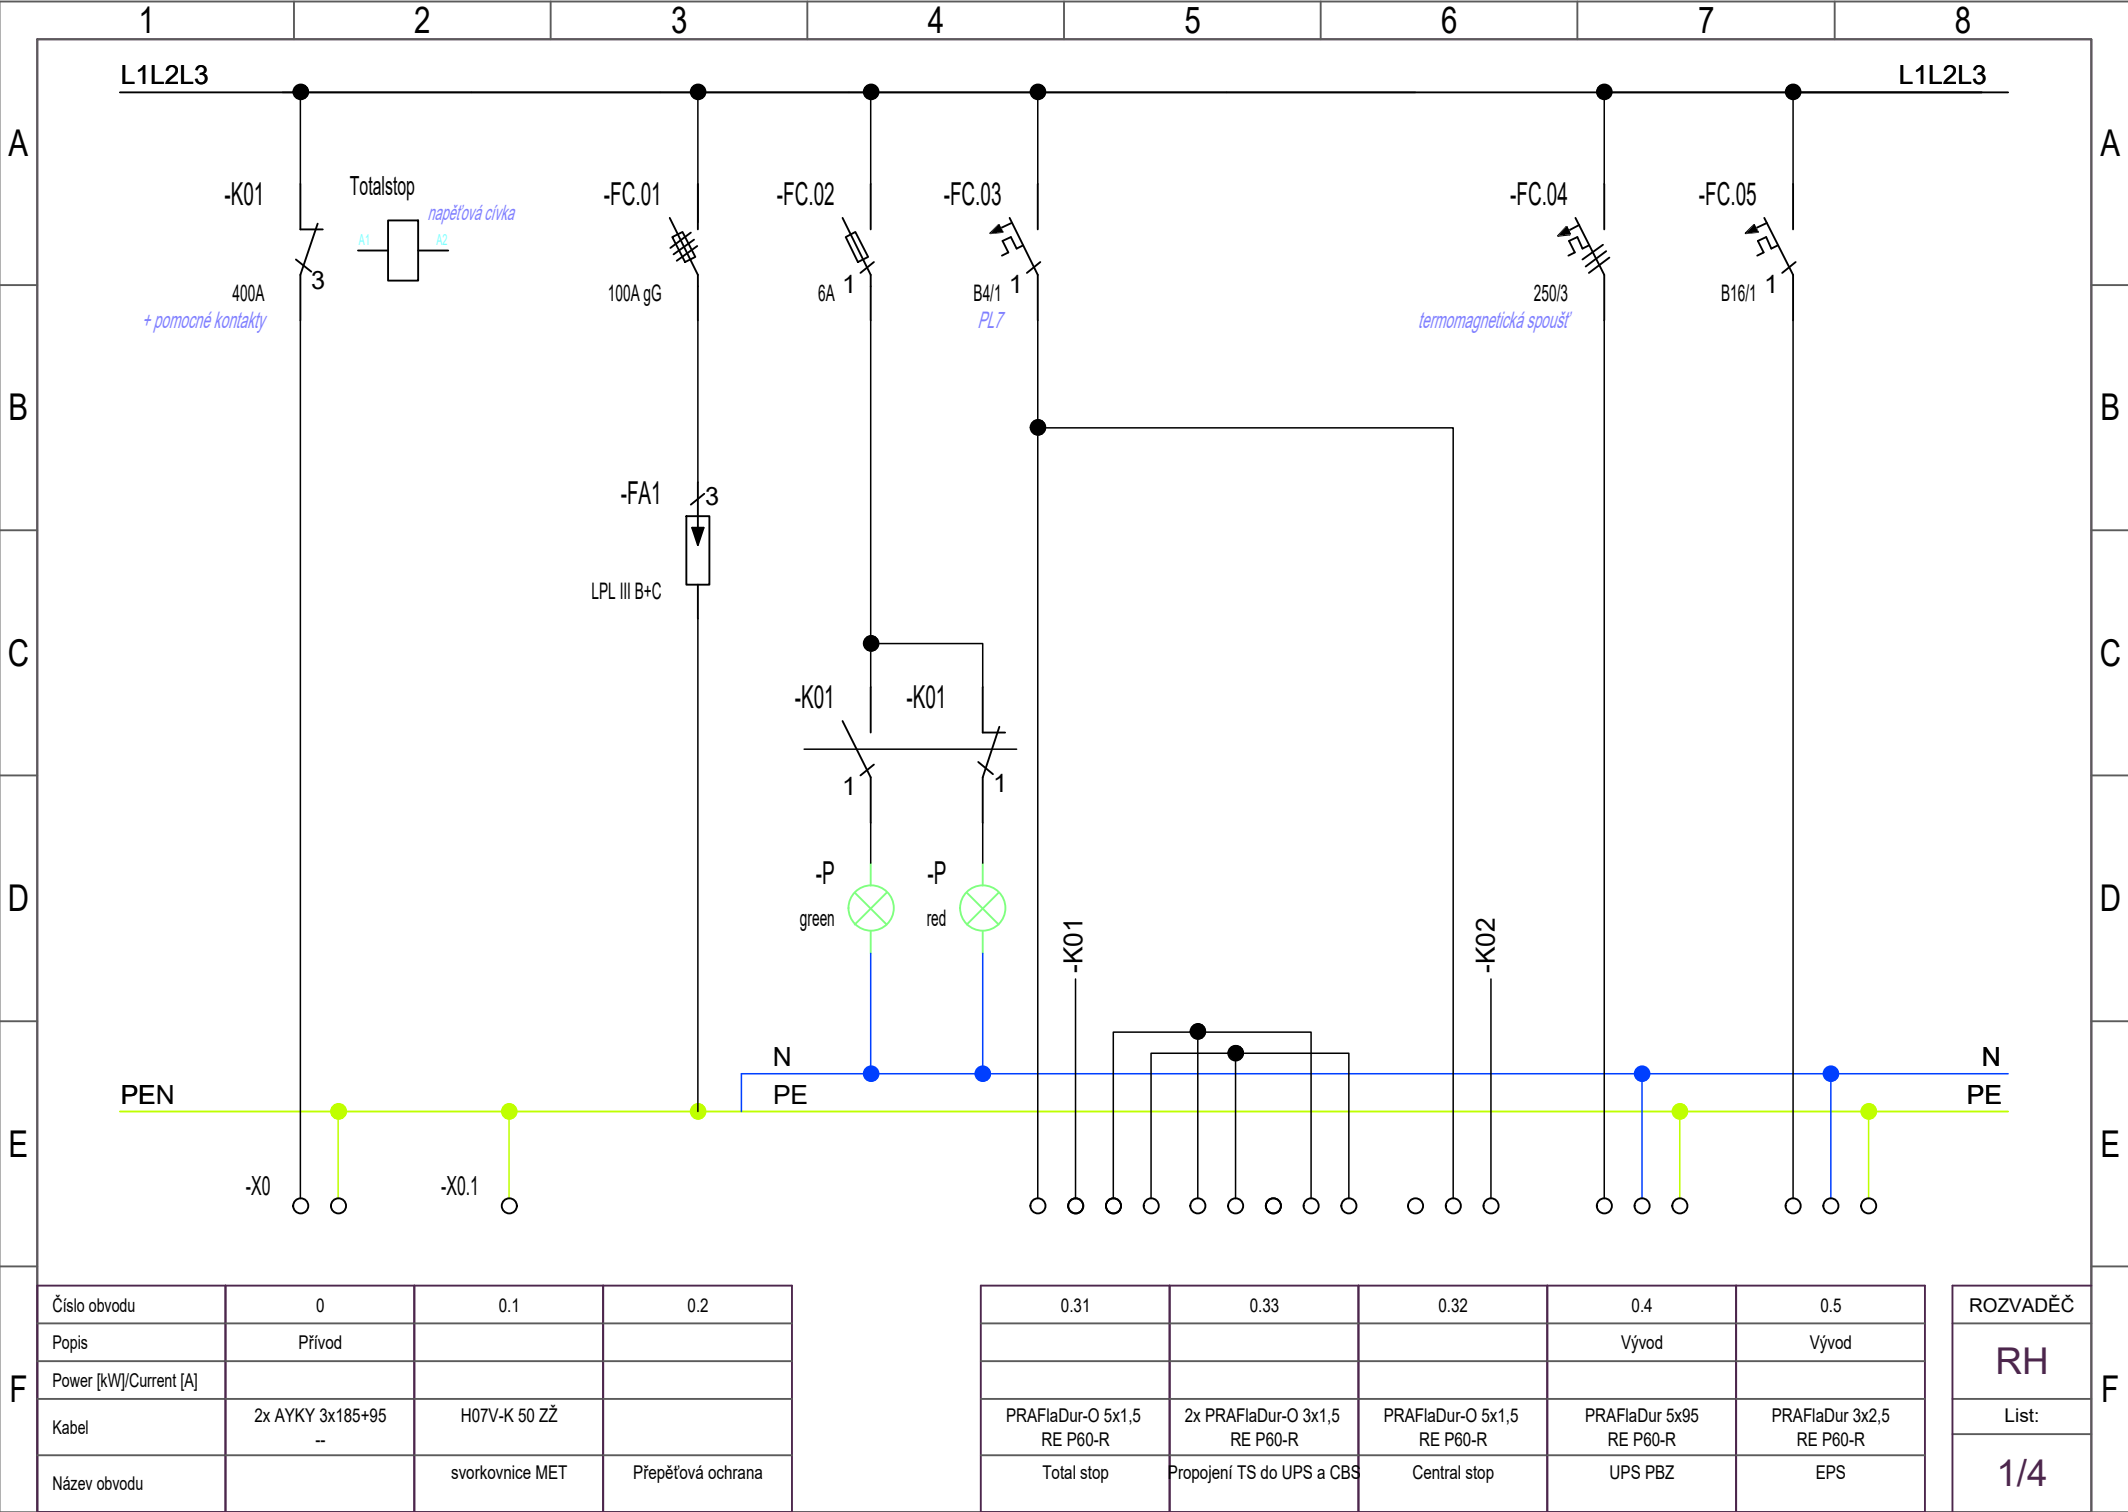 1 2 3 4 5 6 7 8
L1L2L3 L1L2L3
A A
-K01 Totalstop -FC.01 -FC.02 -FC.03 -FC.04 -FC.05
napěťová cívka
A1 A2
3 1 1 1
400A 100A gG 6A B4/1 250/3 B16/1
+ pomocné kontakty PL7 termomagnetická spoušť
B B
-FA1 3
LPL III B+C
C C
-K01 -K01
1 1
-P -P
green red
D D
-K01 -K02
N N
PEN PE PE
E E
-X0 -X0.1
Číslo obvodu 0 0.1 0.2 0.31 0.33 0.32 0.4 0.5 ROZVADĚČ
Popis Přívod Vývod Vývod
RH
Power [kW]/Current [A]
F F
Kabel 2x AYKY 3x185+95 H07V-K 50 ZŽ PRAFlaDur-O 5x1,5 2x PRAFlaDur-O 3x1,5 PRAFlaDur-O 5x1,5 PRAFlaDur 5x95 PRAFlaDur 3x2,5 List:
-- RE P60-R RE P60-R RE P60-R RE P60-R RE P60-R
Název obvodu svorkovnice MET Přepěťová ochrana Total stop Propojení TS do UPS a CBS Central stop UPS PBZ EPS 1/4